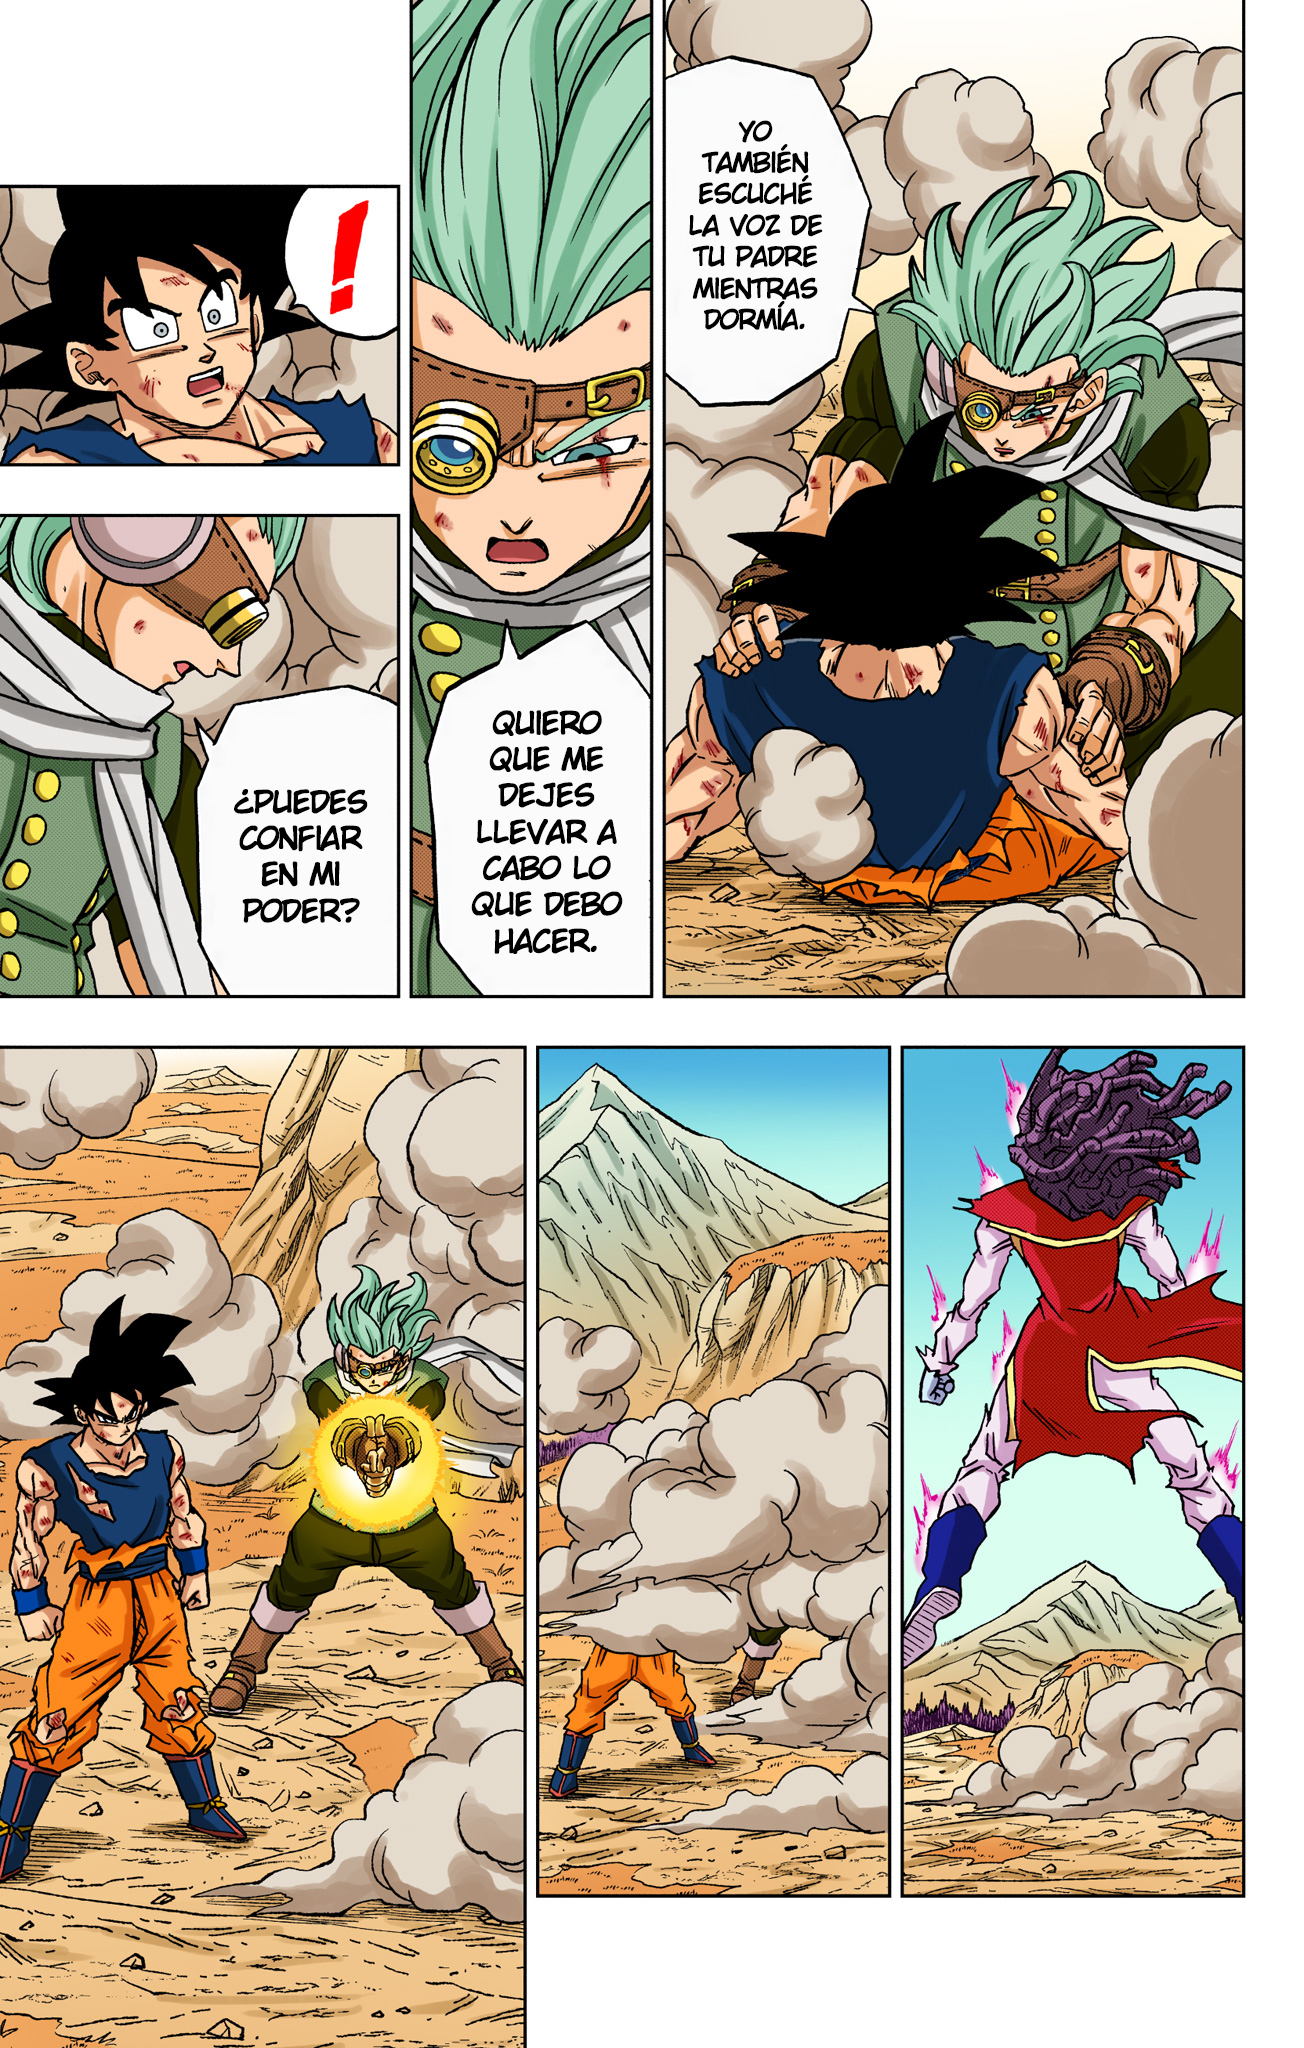 YO
TAMBIÉN
ESCUCHÉ
LA VOZ DE
TU PADRE
MIENTRAS
DORMÍA.
QUIERO
QUE ME
DEJES
LLEVAR A
CABO LO
QUE DEBO
HACER.
!
¿PUEDES
CONFIAR
EN MI
PODER?